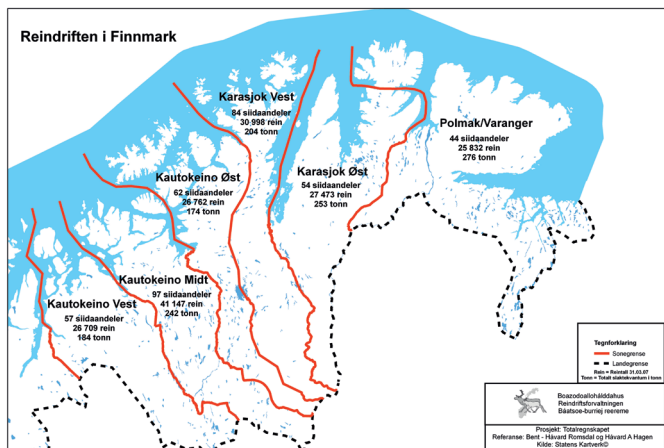 Reindriften i Finnmark
Karasjok Vest
84 siidaandeler
30 998 rein
204 tonn
Polmak/Varanger
44 siidaandeler
25 832 rein
276 tonn
Kautokeino Øst
62 siidaandeler
26 762 rein
174 tonn
Karasjok Øst
54 siidaandeler
27 473 rein
253 tonn
Kautokeino Midt
97 siidaandeler
41 147 rein
242 tonn
Kautokeino Vest
57 siidaandeler
26 709 rein
184 tonn
Tegnforklaring
Sonegrense
Landegrense
Rein = Reintall 31.03.07
Tonn = Totalt slaktekvantum i tonn
Boazodoallohálddahus
Reindriftsforvaltningen
Båatsoe-burriej reereme
Prosjekt: Totalregnskapet
Referanse: Bent - Håvard Romsdal og Håvard A Hagen
Kilde: Statens Kartverk©